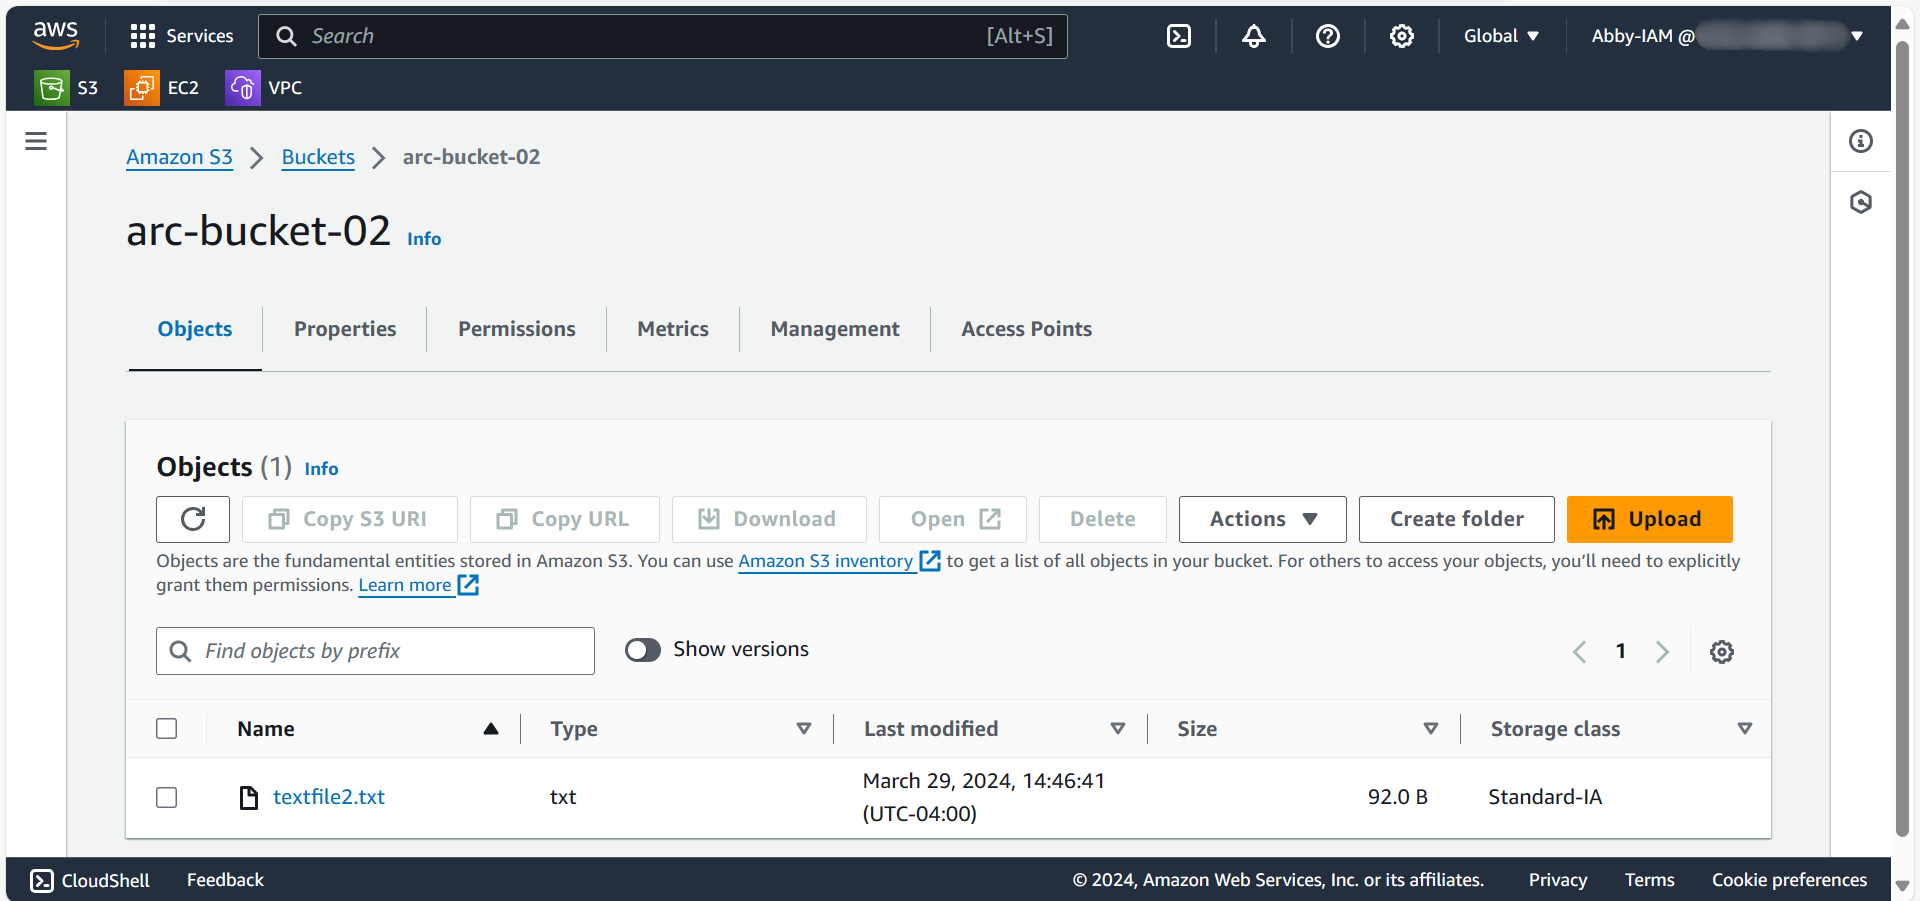 aws Services Search [Alt+S] Global Abby-IAM @
S3 EC2 VPC
Amazon S3 Buckets arc-bucket-02
arc-bucket-02 Info
Objects Properties Permissions Metrics Management Access Points
Objects (1) Info
Copy S3 URI Copy URL Download Open Delete Actions Create folder Upload
Objects are the fundamental entities stored in Amazon S3. You can use Amazon S3 inventory to get a list of all objects in your bucket. For others to access your objects, you’ll need to explicitly
grant them permissions. Learn more
Find objects by prefix Show versions 1
Name Type Last modified Size Storage class
textfile2.txt txt March 29, 2024, 14:46:41 92.0 B Standard-IA
(UTC-04:00)
CloudShell Feedback © 2024, Amazon Web Services, Inc. or its affiliates. Privacy Terms Cookie preferences